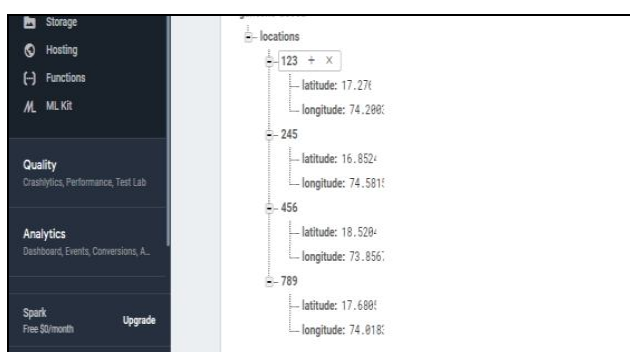 Storage
Hosting
Functions
ML Kit
Quality
Crashlytics, Performance, Test Lab
Analytics
Dashboard, Events, Conversions, A...
Spark
Free $0/month
Upgrade
locations
123 + ×
latitude: 17.27
longitude: 74.200
245
latitude: 16.852
longitude: 74.581
456
latitude: 18.520
longitude: 73.856
789
latitude: 17.680
longitude: 74.018